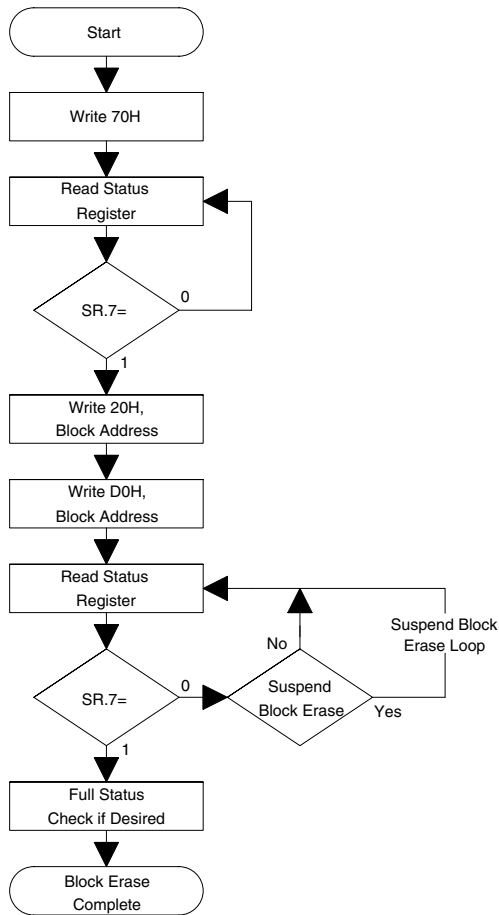 Start
Write 70H
Read Status
Register
SR.7=
0
1
Write 20H,
Block Address
Write D0H,
Block Address
Read Status
Register
Suspend Block
Erase Loop
No
SR.7=
0
Suspend
Block Erase
Yes
1
Full Status
Check if Desired
Block Erase
Complete